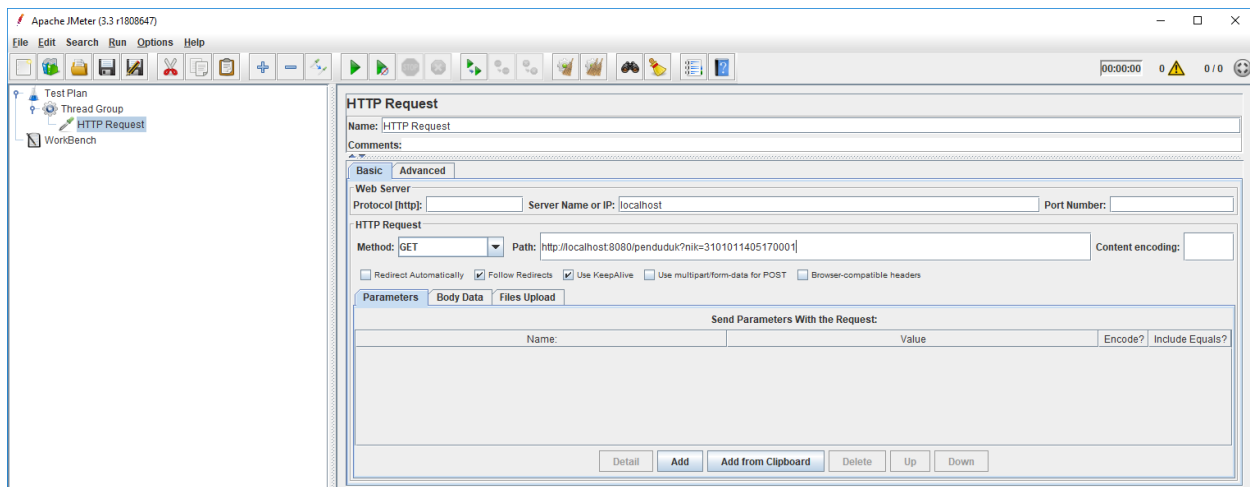 Apache JMeter (3.3 r1808647)
File Edit Search Run Options Help
00:00:00 0 0 / 0
Test Plan
Thread Group
HTTP Request
WorkBench
HTTP Request
Name: HTTP Request
Comments:
Basic Advanced
Web Server
Protocol [http]: Server Name or IP: localhost Port Number:
HTTP Request
Method: GET Path: http://localhost:8080/penduduk?nik=3101011405170001 Content encoding:
Redirect Automatically Follow Redirects Use KeepAlive Use multipart/form-data for POST Browser-compatible headers
Parameters Body Data Files Upload
Send Parameters With the Request:
Name: Value Encode? Include Equals?
Detail Add Add from Clipboard Delete Up Down